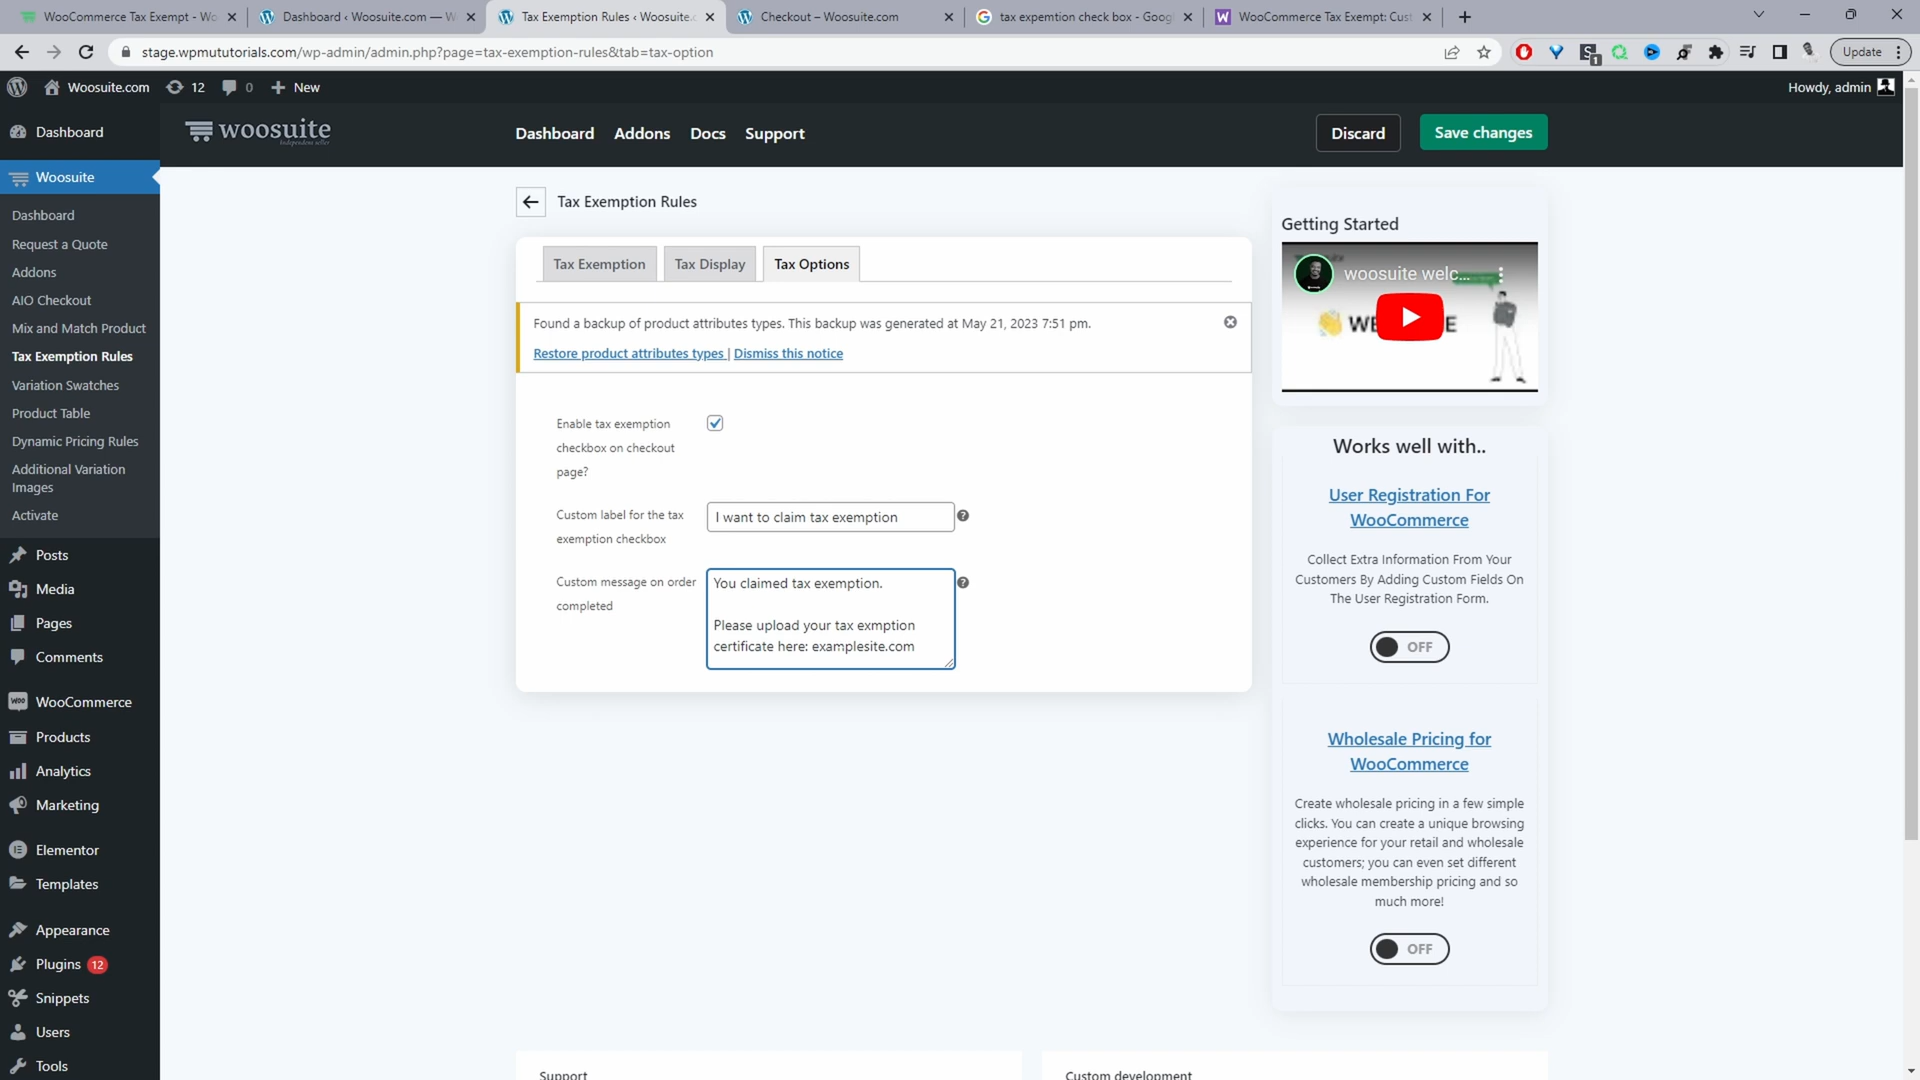 WooCommerce Tax Exempt - Wo
Dashboard ‹ Woosuite.com — W
Tax Exemption Rules ‹ Woosuite.c
Checkout – Woosuite.com
tax expemtion check box - Googl
WooCommerce Tax Exempt: Cust
stage.wpmututorials.com/wp-admin/admin.php?page=tax-exemption-rules&tab=tax-option
Update
Woosuite.com
12
0
New
Howdy, admin
Dashboard
Woosuite
Dashboard
Request a Quote
Addons
AIO Checkout
Mix and Match Product
Tax Exemption Rules
Variation Swatches
Product Table
Dynamic Pricing Rules
Additional Variation
Images
Activate
Posts
Media
Pages
Comments
WooCommerce
Products
Analytics
Marketing
Elementor
Templates
Appearance
Plugins 12
Snippets
Users
Tools
woosuite
Independent seller
Dashboard
Addons
Docs
Support
Discard
Save changes
Tax Exemption Rules
Tax Exemption
Tax Display
Tax Options
Found a backup of product attributes types. This backup was generated at May 21, 2023 7:51 pm.
Restore product attributes types | Dismiss this notice
Enable tax exemption
checkbox on checkout
page?
Custom label for the tax
exemption checkbox
I want to claim tax exemption
Custom message on order
completed
You claimed tax exemption.
Please upload your tax exmption
certificate here: examplesite.com
Getting Started
woosuite welc...
Works well with..
User Registration For
WooCommerce
Collect Extra Information From Your
Customers By Adding Custom Fields On
The User Registration Form.
OFF
Wholesale Pricing for
WooCommerce
Create wholesale pricing in a few simple
clicks. You can create a unique browsing
experience for your retail and wholesale
customers; you can even set different
wholesale membership pricing and so
much more!
OFF
Support
Custom development